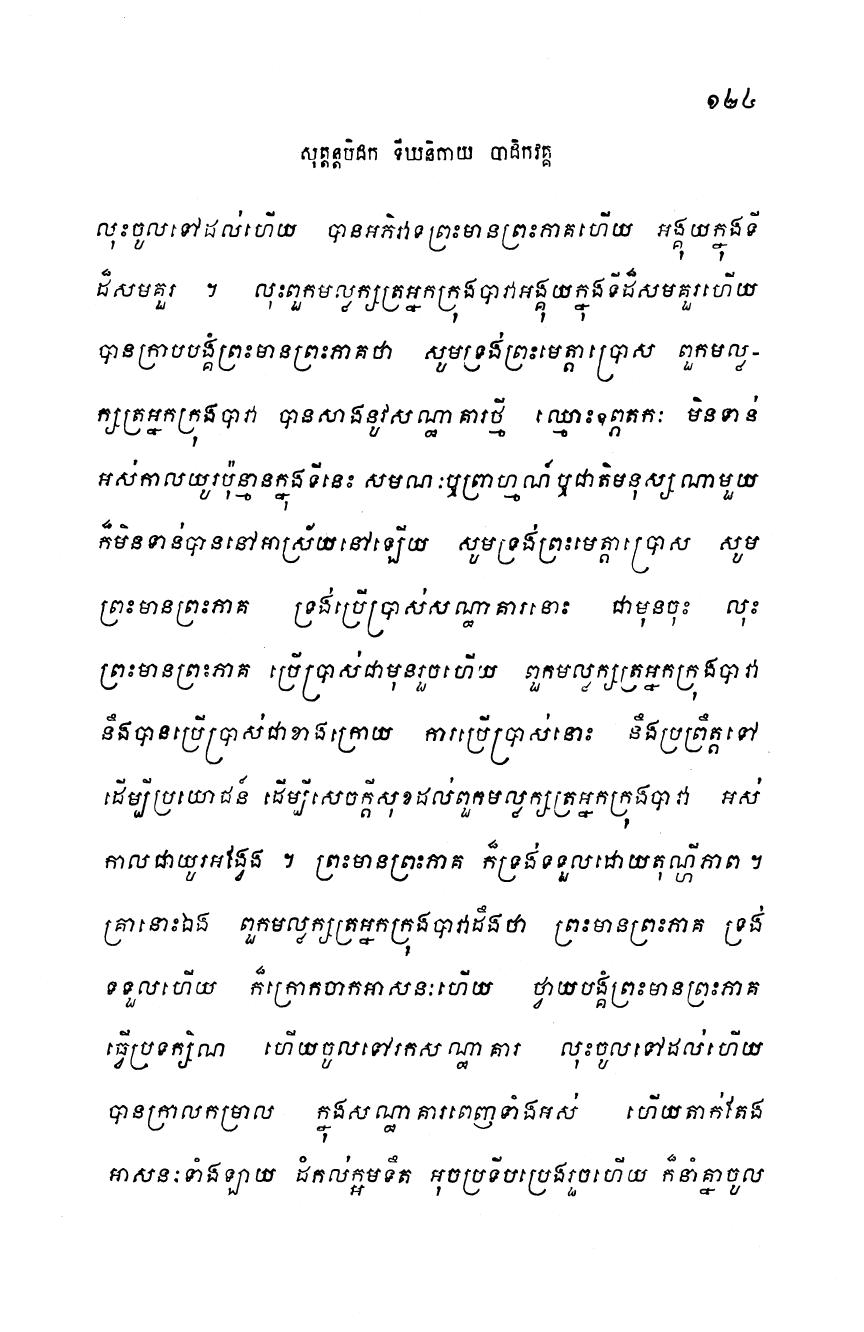 ១២៤
សុត្តន្តបិដក ទីឃនិកាយ បាដិកវគ្គ
លុះចូលទៅដល់ហើយ បានអភិវាទព្រះមានព្រះភាគហើយ អង្គុយក្នុងទី
ដ៏សមគួរ ។ លុះពួកមល្លក្សត្រអ្នកក្រុងបាវាអង្គុយក្នុងទីដ៏សមគួរហើយ
បានក្រាបបង្គំព្រះមានព្រះភាគថា សូមទ្រង់ព្រះមេត្តាប្រោស ពួកមល្ល-
ក្សត្រអ្នកក្រុងបាវា បានសាងនូវសណ្ឋាគារថ្មី ឈ្មោះឧព្ភតកៈ មិនទាន់
អស់កាលយូរប៉ុន្មានក្នុងទីនេះ សមណៈឬព្រាហ្មណ៍ ឬជាតិមនុស្សណាមួយ
ក៏មិនទាន់បាននៅអាស្រ័យនៅឡើយ សូមទ្រង់ព្រះមេត្តាប្រោស សូម
ព្រះមានព្រះភាគ ទ្រង់ប្រើប្រាស់សណ្ឋាគារនោះ ជាមុនចុះ លុះ
ព្រះមានព្រះភាគ ប្រើប្រាស់ជាមុនរួចហើយ ពួកមល្លក្សត្រអ្នកក្រុងបាវា
នឹងបានប្រើប្រាស់ជាខាងក្រោយ ការប្រើប្រាស់នោះ នឹងប្រព្រឹត្តទៅ
ដើម្បីប្រយោជន៍ ដើម្បីសេចក្តីសុខដល់ពួកមល្លក្សត្រអ្នកក្រុងបាវា អស់
កាលជាយូរអង្វែង ។ ព្រះមានព្រះភាគ ក៏ទ្រង់ទទួលដោយតុណ្ហីភាព ។
គ្រានោះឯង ពួកមល្លក្សត្រអ្នកក្រុងបាវាដឹងថា ព្រះមានព្រះភាគ ទ្រង់
ទទួលហើយ ក៏ក្រោកចាកអាសនៈហើយ ថ្វាយបង្គំព្រះមានព្រះភាគ
ធ្វើប្រទក្សិណ ហើយចូលទៅរកសណ្ឋាគារ លុះចូលទៅដល់ហើយ
បានក្រាលកម្រាល ក្នុងសណ្ឋាគារពេញទាំងអស់ ហើយតាក់តែង
អាសនៈទាំងឡាយ ដំកល់ក្អមទឹក អុចប្រទីបប្រេងរួចហើយ ក៏នាំគ្នាចូល